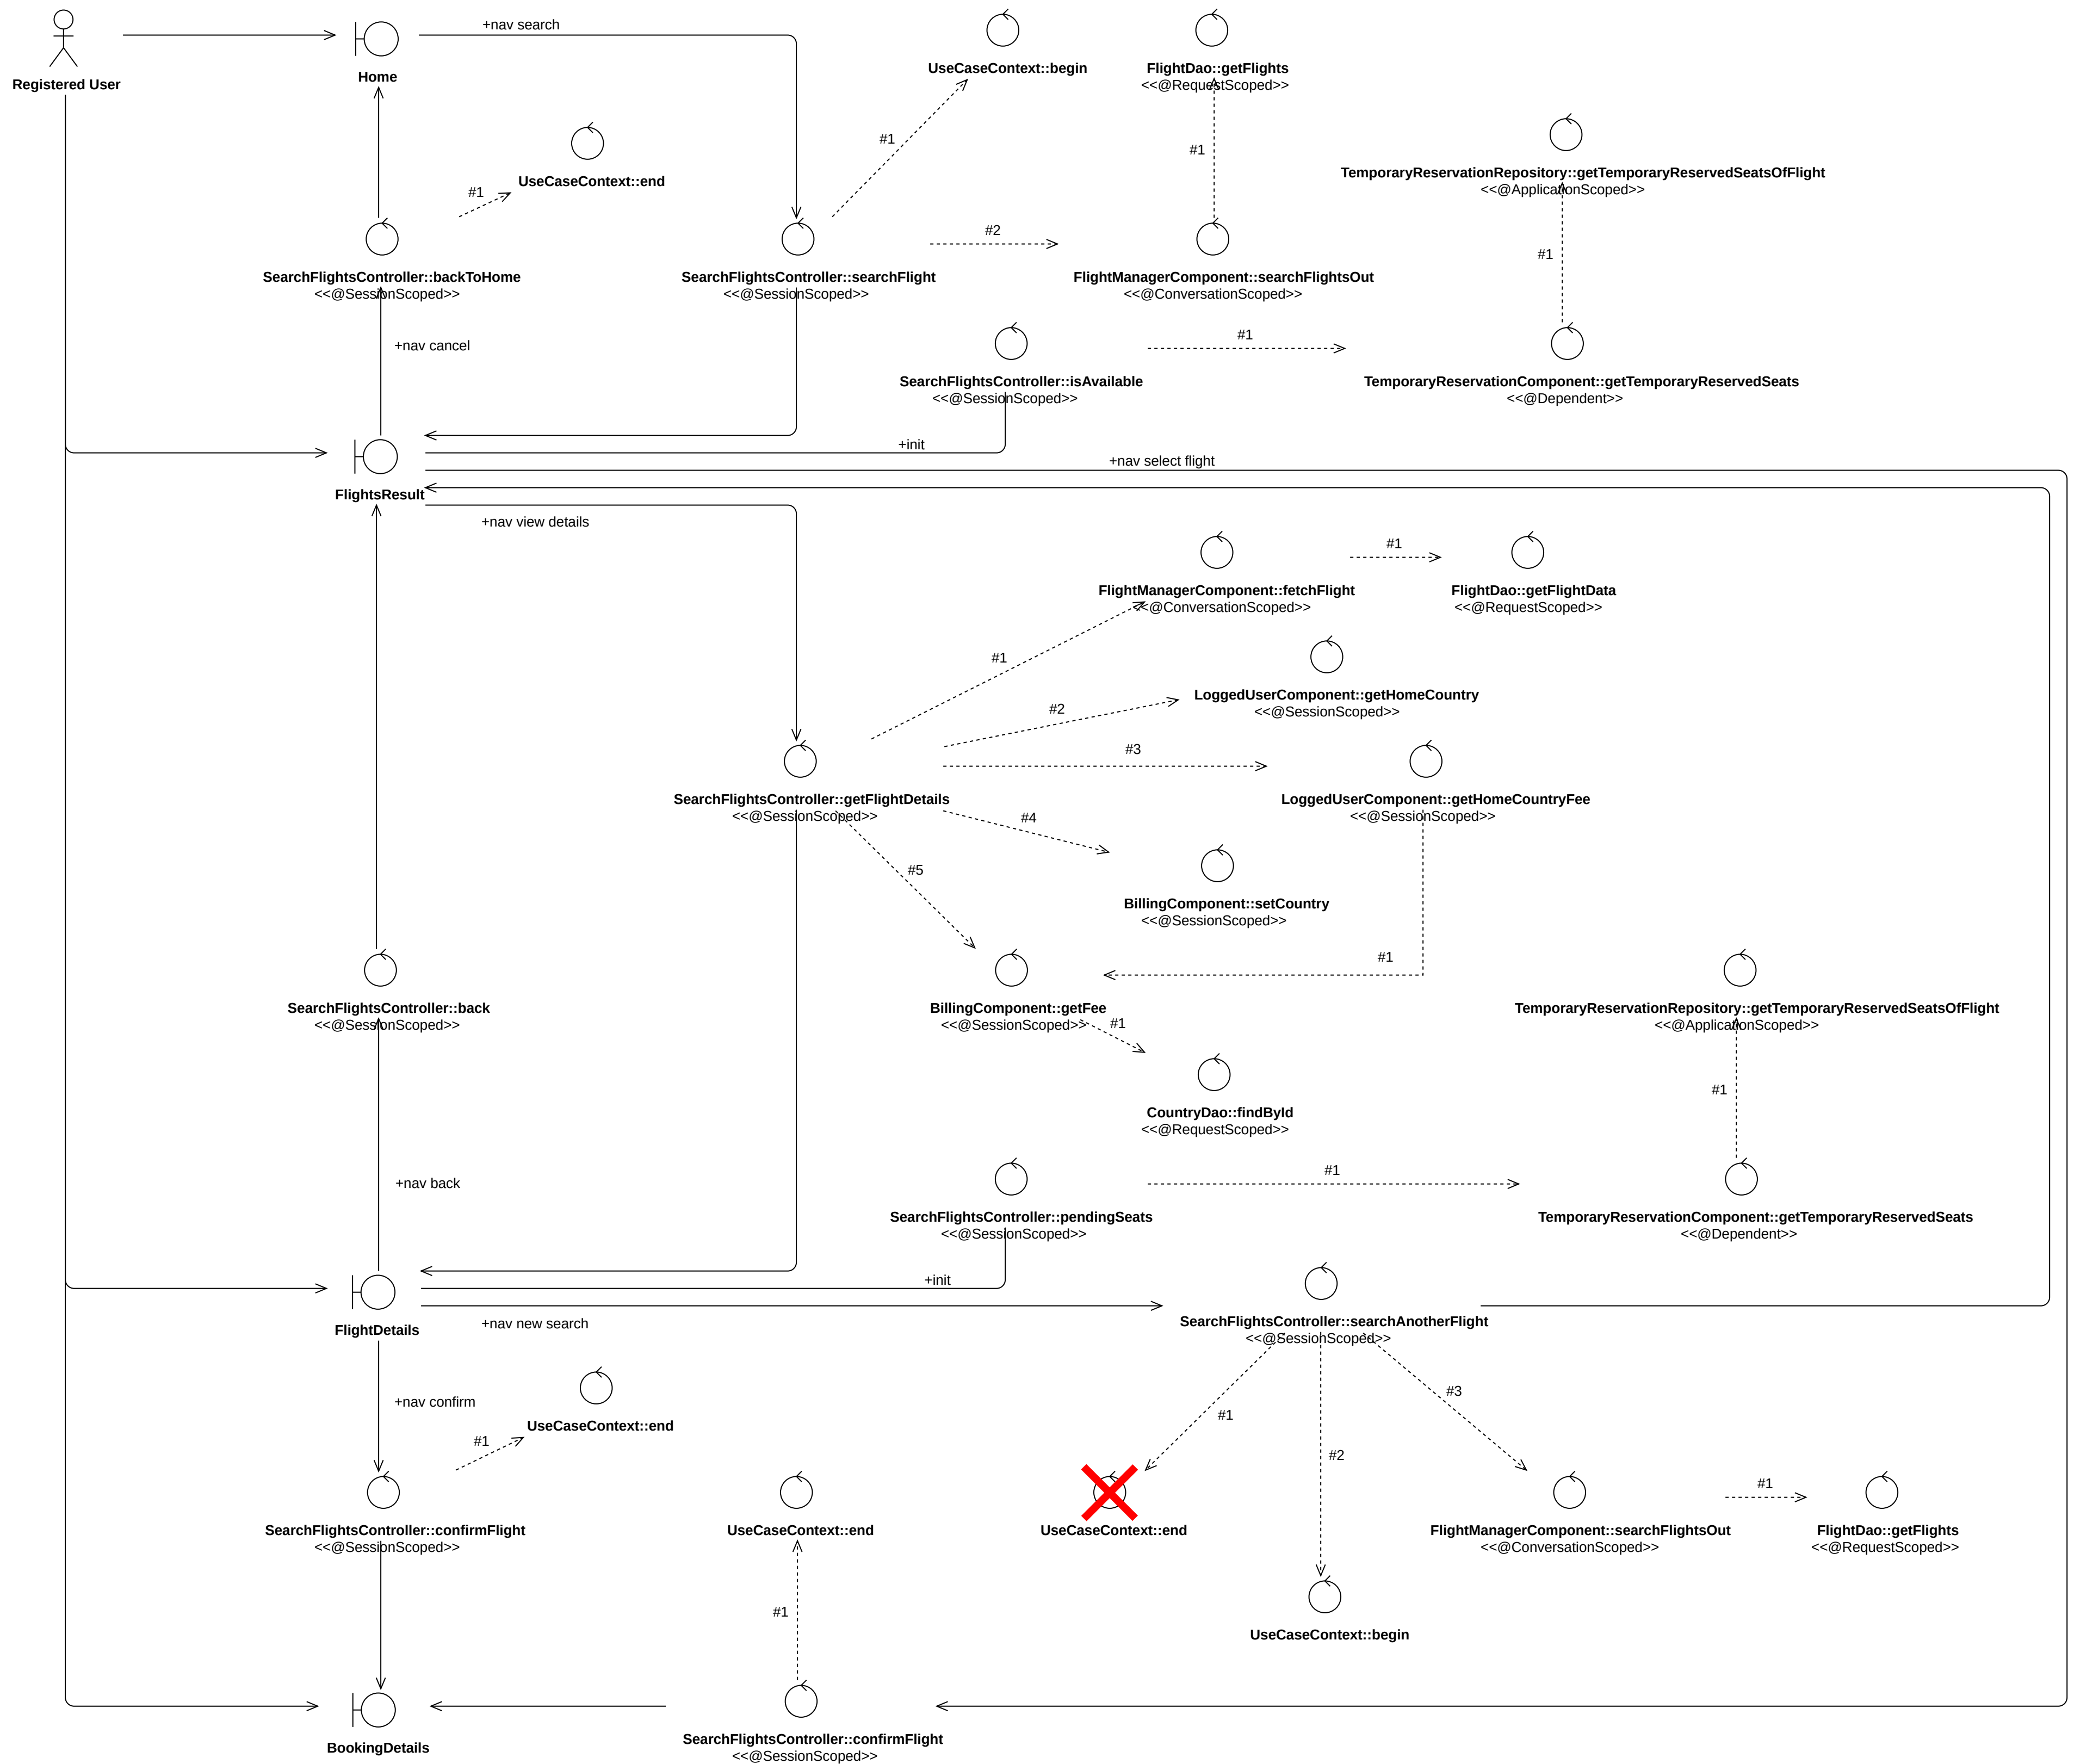 +nav search
Registered User
Home
UseCaseContext::begin
FlightDao::getFlights
<<@RequestScoped>>
#1
#1
UseCaseContext::end
#1
TemporaryReservationRepository::getTemporaryReservedSeatsOfFlight
<<@ApplicationScoped>>
#2
#1
SearchFlightsController::backToHome
<<@SessionScoped>>
SearchFlightsController::searchFlight
<<@SessionScoped>>
FlightManagerComponent::searchFlightsOut
<<@ConversationScoped>>
+nav cancel
#1
SearchFlightsController::isAvailable
<<@SessionScoped>>
TemporaryReservationComponent::getTemporaryReservedSeats
<<@Dependent>>
+init
+nav select flight
FlightsResult
+nav view details
#1
FlightManagerComponent::fetchFlight
<<@ConversationScoped>>
FlightDao::getFlightData
<<@RequestScoped>>
#1
LoggedUserComponent::getHomeCountry
<<@SessionScoped>>
#2
#3
SearchFlightsController::getFlightDetails
<<@SessionScoped>>
LoggedUserComponent::getHomeCountryFee
<<@SessionScoped>>
#4
#5
BillingComponent::setCountry
<<@SessionScoped>>
#1
SearchFlightsController::back
<<@SessionScoped>>
BillingComponent::getFee
<<@SessionScoped>>
#1
TemporaryReservationRepository::getTemporaryReservedSeatsOfFlight
<<@ApplicationScoped>>
#1
CountryDao::findById
<<@RequestScoped>>
+nav back
#1
SearchFlightsController::pendingSeats
<<@SessionScoped>>
TemporaryReservationComponent::getTemporaryReservedSeats
<<@Dependent>>
+init
FlightDetails
+nav new search
SearchFlightsController::searchAnotherFlight
<<@SessionScoped>>
+nav confirm
UseCaseContext::end
#1
#1
#2
#3
#1
SearchFlightsController::confirmFlight
<<@SessionScoped>>
UseCaseContext::end
UseCaseContext::end
FlightManagerComponent::searchFlightsOut
<<@ConversationScoped>>
FlightDao::getFlights
<<@RequestScoped>>
#1
UseCaseContext::begin
BookingDetails
SearchFlightsController::confirmFlight
<<@SessionScoped>>